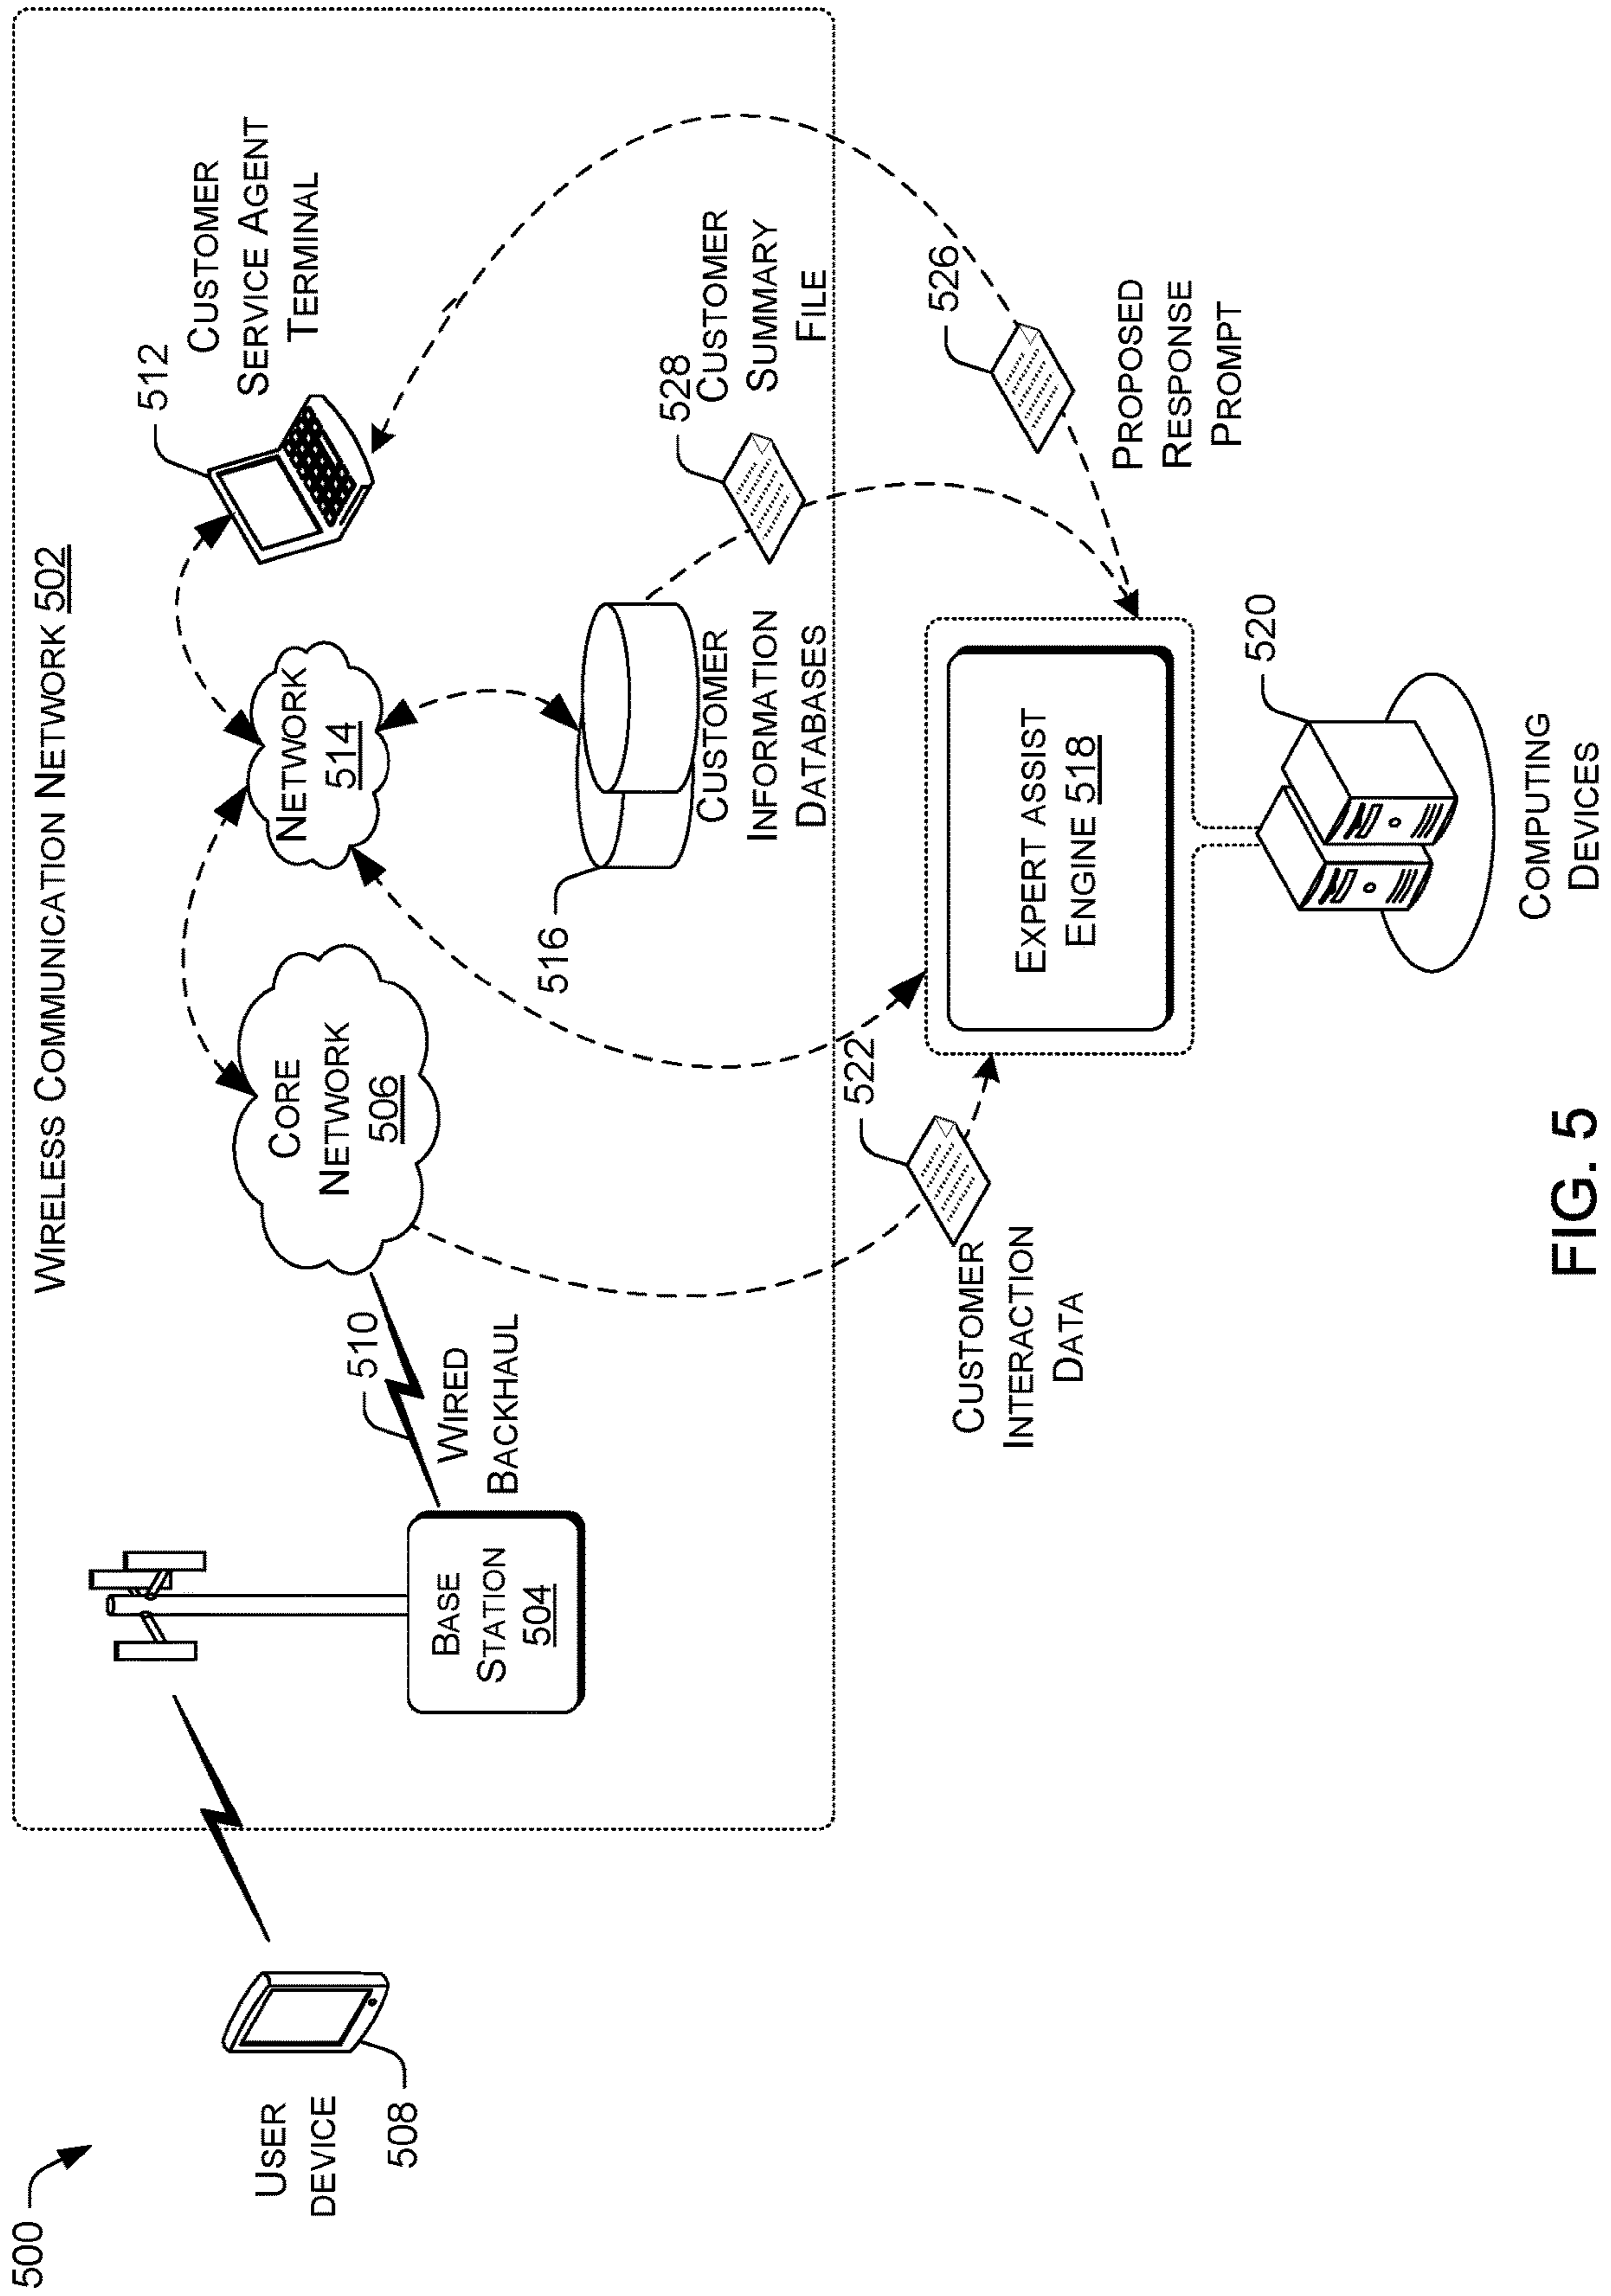 500
WIRELESS COMMUNICATION NETWORK 502
USER
DEVICE
508
BASE
STATION
504
510
WIRED
BACKHAUL
CORE
NETWORK
506
NETWORK
514
512
CUSTOMER
SERVICE AGENT
TERMINAL
516
CUSTOMER
INFORMATION
DATABASES
528
CUSTOMER
SUMMARY
FILE
522
CUSTOMER
INTERACTION
DATA
EXPERT ASSIST
ENGINE 518
526
PROPOSED
RESPONSE
PROMPT
520
COMPUTING
DEVICES
FIG. 5